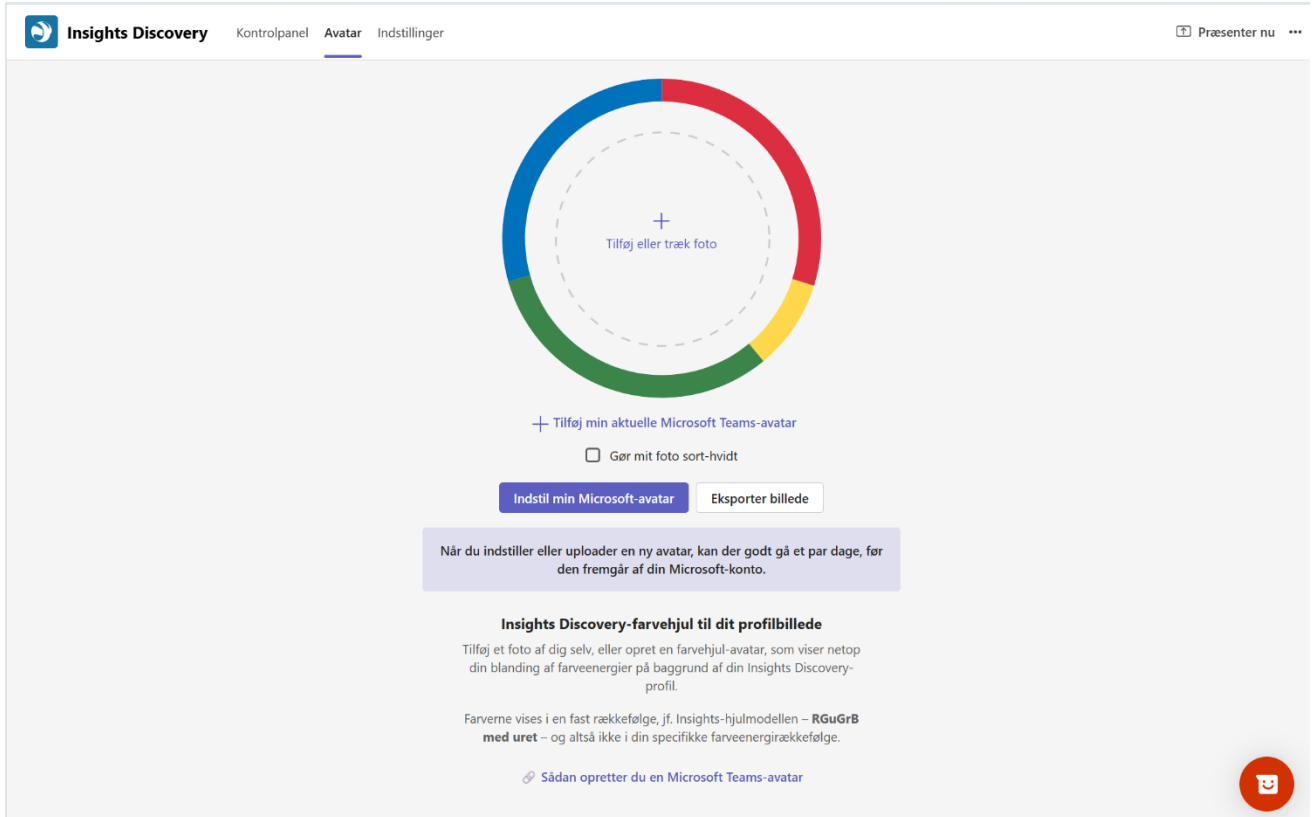 Insights Discovery
Kontrolpanel
Avatar
Indstillinger
Præsenter nu
Tilføj eller træk foto
Tilføj min aktuelle Microsoft Teams-avatar
Gør mit foto sort-hvidt
Indstil min Microsoft-avatar
Eksporter billede
Når du indstiller eller uploader en ny avatar, kan der godt gå et par dage, før
den fremgår af din Microsoft-konto.
Insights Discovery-farvehjul til dit profilbillede
Tilføj et foto af dig selv, eller opret en farvehjul-avatar, som viser netop
din blanding af farveenergier på baggrund af din Insights Discovery-
profil.
Farverne vises i en fast rækkefølge, jf. Insights-hjulmodellen – RGuGrB
med uret – og altså ikke i din specifikke farveenergirækkefølge.
Sådan opretter du en Microsoft Teams-avatar